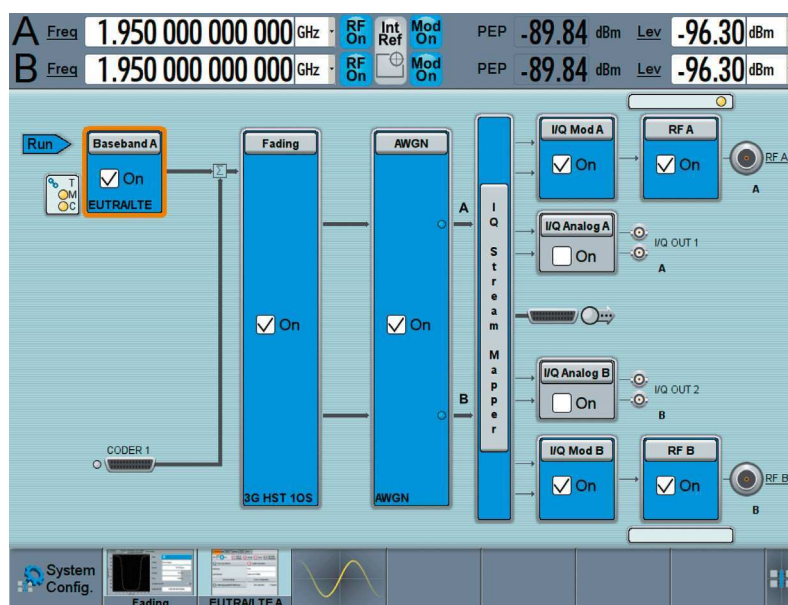 A Freq 1.950 000 000 000 GHz RF On Int Ref Mod On PEP -89.84 dBm Lev -96.30 dBm
B Freq 1.950 000 000 000 GHz RF On Mod On PEP -89.84 dBm Lev -96.30 dBm
Run
Baseband A
On
T
M
C
EUTRA/LTE
Fading
On
3G HST 1OS
AWGN
On
AWGN
A
B
IQ Stream Mapper
I/Q Mod A
On
RF A
On
RF A
A
I/Q Analog A
On
I/Q OUT 1
A
I/Q Analog B
On
I/Q OUT 2
B
I/Q Mod B
On
RF B
On
RF B
B
CODER 1
System
Config.
Fading
EUTRA/LTE A